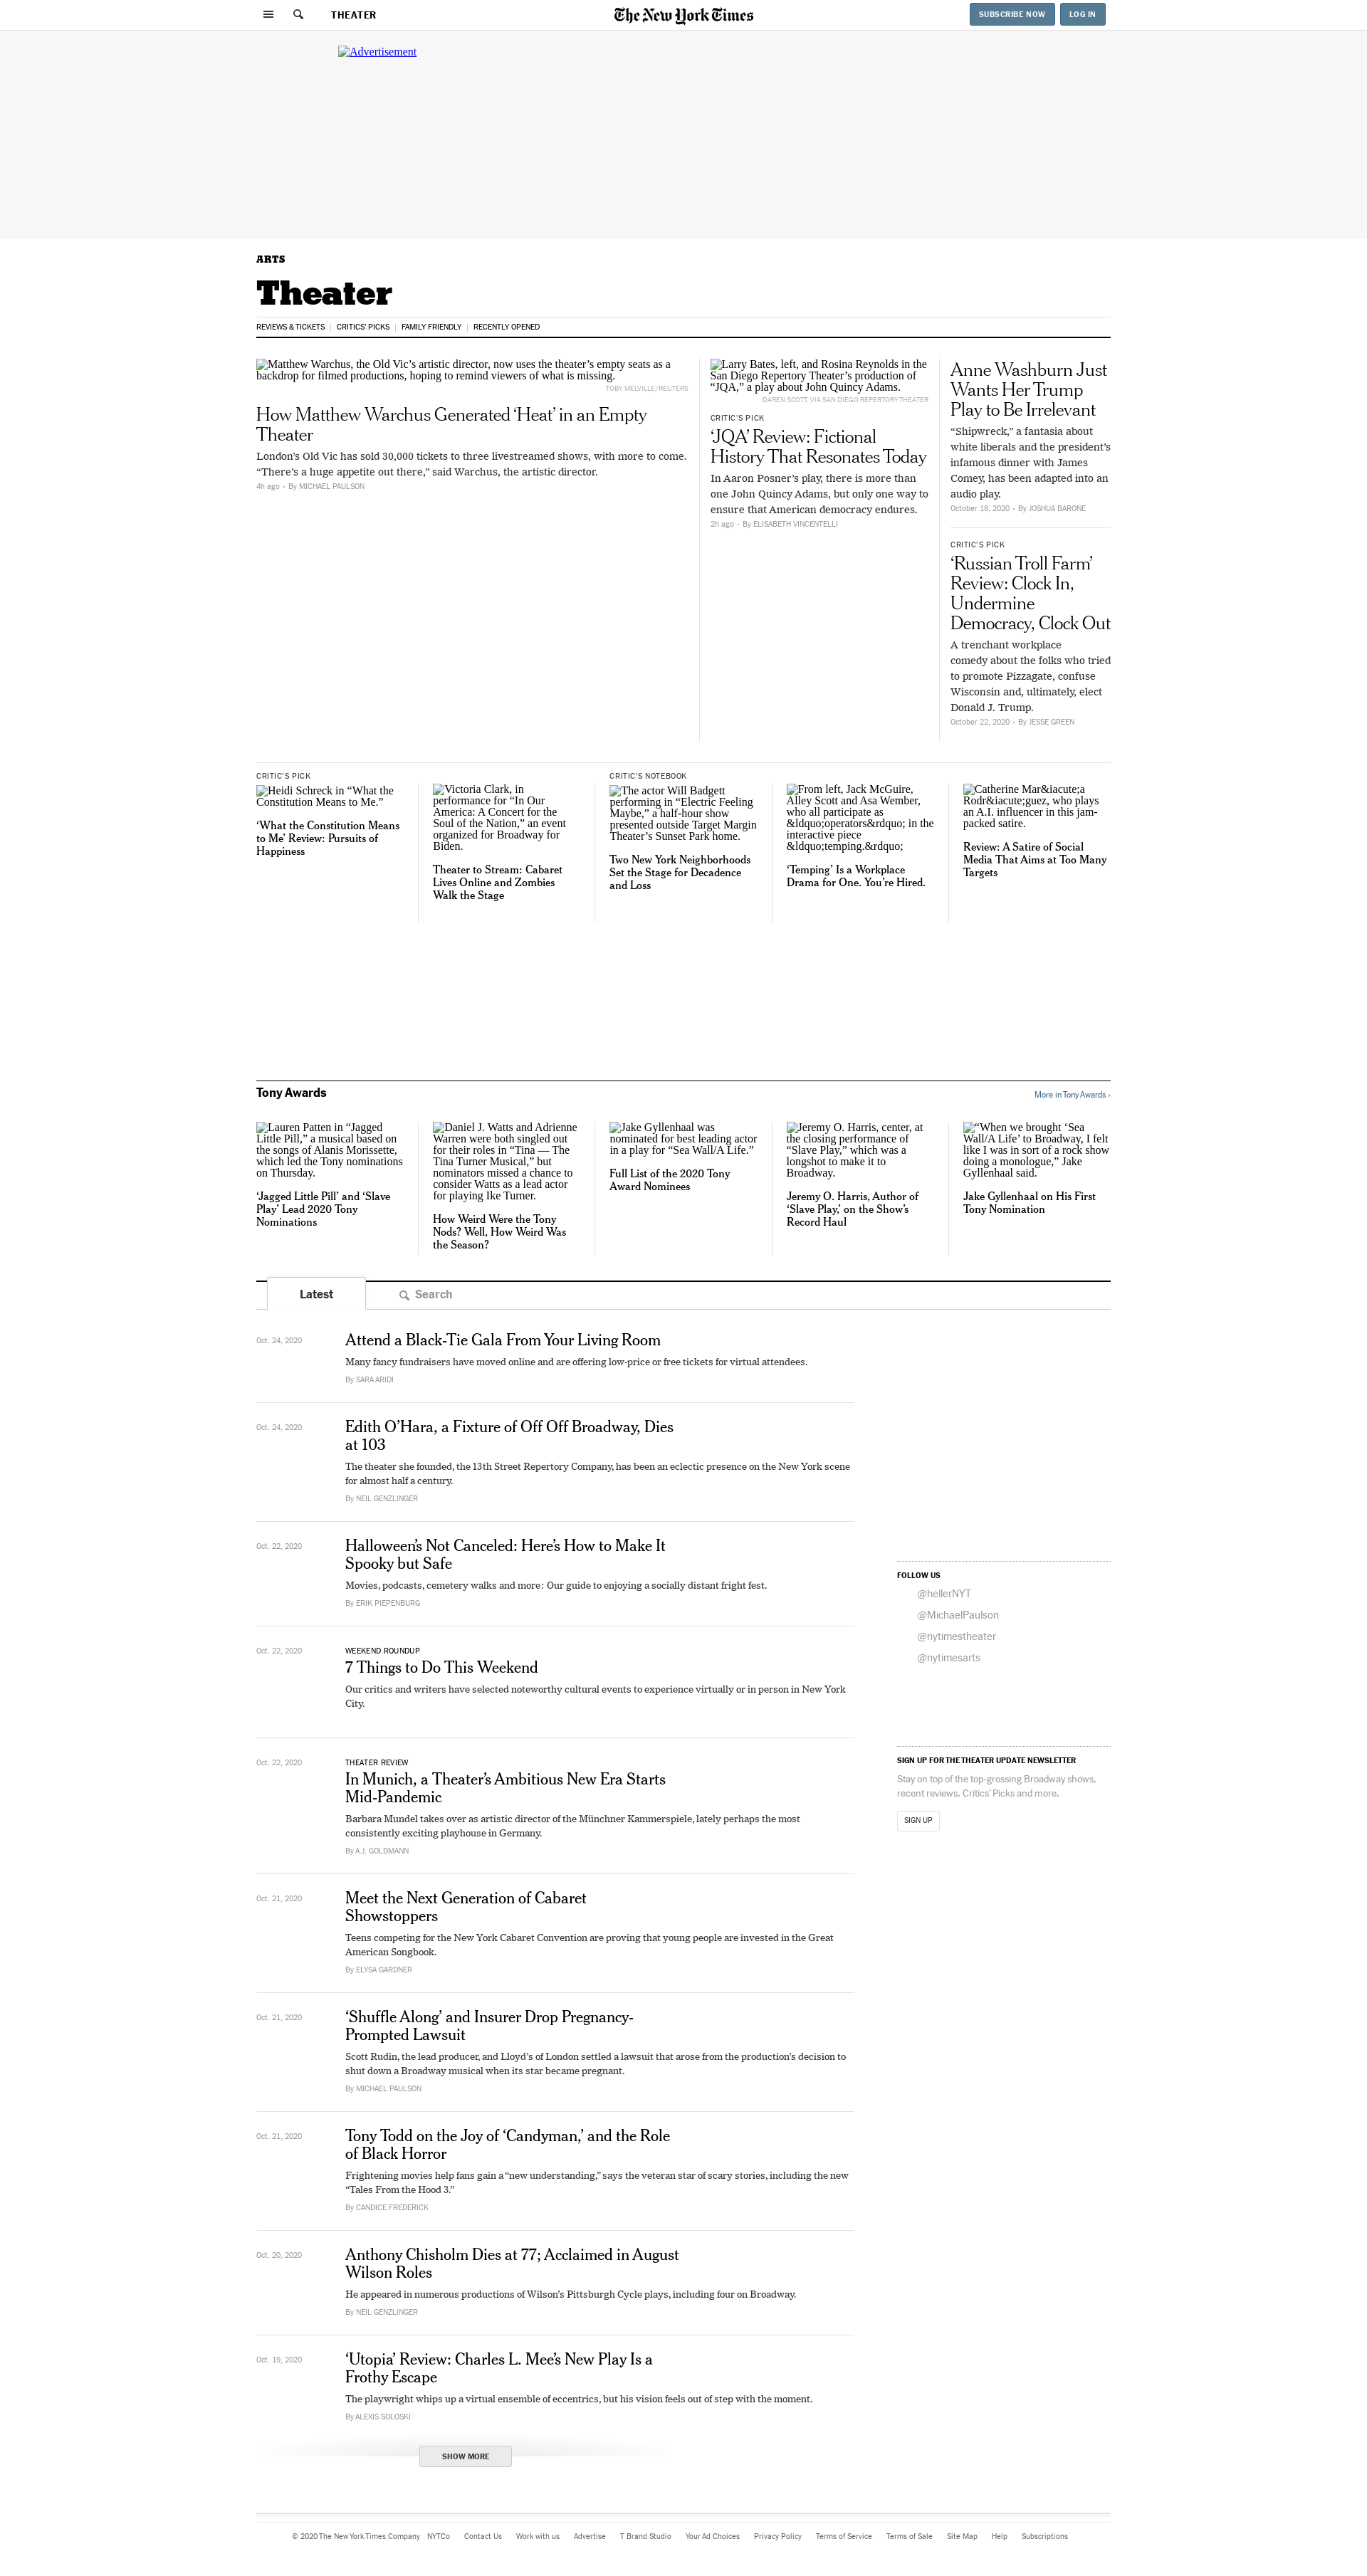 THEATER
The New York Times
SUBSCRIBE NOW
LOG IN
Advertisement
ARTS
Theater
REVIEWS & TICKETS
CRITICS' PICKS
FAMILY FRIENDLY
RECENTLY OPENED
Matthew Warchus, the Old Vic’s artistic director, now uses the theater’s empty seats as a
backdrop for filmed productions, hoping to remind viewers of what is missing.
TOBY MELVILLE/REUTERS
How Matthew Warchus Generated ‘Heat’ in an Empty
Theater
London’s Old Vic has sold 30,000 tickets to three livestreamed shows, with more to come.
“There’s a huge appetite out there,” said Warchus, the artistic director.
4h ago • By MICHAEL PAULSON
Larry Bates, left, and Rosina Reynolds in the
San Diego Repertory Theater’s production of
“JQA,” a play about John Quincy Adams.
DAREN SCOTT, VIA SAN DIEGO REPERTORY THEATER
CRITIC’S PICK
‘JQA’ Review: Fictional
History That Resonates Today
In Aaron Posner’s play, there is more than
one John Quincy Adams, but only one way to
ensure that American democracy endures.
2h ago • By ELISABETH VINCENTELLI
Anne Washburn Just
Wants Her Trump
Play to Be Irrelevant
“Shipwreck,” a fantasia about
white liberals and the president’s
infamous dinner with James
Comey, has been adapted into an
audio play.
October 18, 2020 • By JOSHUA BARONE
CRITIC’S PICK
‘Russian Troll Farm’
Review: Clock In,
Undermine
Democracy, Clock Out
A trenchant workplace
comedy about the folks who tried
to promote Pizzagate, confuse
Wisconsin and, ultimately, elect
Donald J. Trump.
October 22, 2020 • By JESSE GREEN
CRITIC’S PICK
Heidi Schreck in “What the
Constitution Means to Me.”
‘What the Constitution Means
to Me’ Review: Pursuits of
Happiness
Victoria Clark, in
performance for “In Our
America: A Concert for the
Soul of the Nation,” an event
organized for Broadway for
Biden.
Theater to Stream: Cabaret
Lives Online and Zombies
Walk the Stage
CRITIC’S NOTEBOOK
The actor Will Badgett
performing in “Electric Feeling
Maybe,” a half-hour show
presented outside Target Margin
Theater’s Sunset Park home.
Two New York Neighborhoods
Set the Stage for Decadence
and Loss
From left, Jack McGuire,
Alley Scott and Asa Wember,
who all participate as
&ldquo;operators&rdquo; in the
interactive piece
&ldquo;temping.&rdquo;
‘Temping’ Is a Workplace
Drama for One. You’re Hired.
Catherine Mar&iacute;a
Rodr&iacute;guez, who plays
an A.I. influencer in this jam-
packed satire.
Review: A Satire of Social
Media That Aims at Too Many
Targets
Tony Awards
More in Tony Awards ›
Lauren Patten in “Jagged
Little Pill,” a musical based on
the songs of Alanis Morissette,
which led the Tony nominations
on Thursday.
‘Jagged Little Pill’ and ‘Slave
Play’ Lead 2020 Tony
Nominations
Daniel J. Watts and Adrienne
Warren were both singled out
for their roles in “Tina — The
Tina Turner Musical,” but
nominators missed a chance to
consider Watts as a lead actor
for playing Ike Turner.
How Weird Were the Tony
Nods? Well, How Weird Was
the Season?
Jake Gyllenhaal was
nominated for best leading actor
in a play for “Sea Wall/A Life.”
Full List of the 2020 Tony
Award Nominees
Jeremy O. Harris, center, at
the closing performance of
“Slave Play,” which was a
longshot to make it to
Broadway.
Jeremy O. Harris, Author of
‘Slave Play,’ on the Show’s
Record Haul
“When we brought ‘Sea
Wall/A Life’ to Broadway, I felt
like I was in sort of a rock show
doing a monologue,” Jake
Gyllenhaal said.
Jake Gyllenhaal on His First
Tony Nomination
Latest
Search
Oct. 24, 2020
Attend a Black-Tie Gala From Your Living Room
Many fancy fundraisers have moved online and are offering low-price or free tickets for virtual attendees.
By SARA ARIDI
Oct. 24, 2020
Edith O’Hara, a Fixture of Off Off Broadway, Dies
at 103
The theater she founded, the 13th Street Repertory Company, has been an eclectic presence on the New York scene
for almost half a century.
By NEIL GENZLINGER
Oct. 22, 2020
Halloween’s Not Canceled: Here’s How to Make It
Spooky but Safe
Movies, podcasts, cemetery walks and more: Our guide to enjoying a socially distant fright fest.
By ERIK PIEPENBURG
Oct. 22, 2020
WEEKEND ROUNDUP
7 Things to Do This Weekend
Our critics and writers have selected noteworthy cultural events to experience virtually or in person in New York
City.
Oct. 22, 2020
THEATER REVIEW
In Munich, a Theater’s Ambitious New Era Starts
Mid-Pandemic
Barbara Mundel takes over as artistic director of the Münchner Kammerspiele, lately perhaps the most
consistently exciting playhouse in Germany.
By A.J. GOLDMANN
Oct. 21, 2020
Meet the Next Generation of Cabaret
Showstoppers
Teens competing for the New York Cabaret Convention are proving that young people are invested in the Great
American Songbook.
By ELYSA GARDNER
Oct. 21, 2020
‘Shuffle Along’ and Insurer Drop Pregnancy-
Prompted Lawsuit
Scott Rudin, the lead producer, and Lloyd’s of London settled a lawsuit that arose from the production’s decision to
shut down a Broadway musical when its star became pregnant.
By MICHAEL PAULSON
Oct. 21, 2020
Tony Todd on the Joy of ‘Candyman,’ and the Role
of Black Horror
Frightening movies help fans gain a “new understanding,” says the veteran star of scary stories, including the new
“Tales From the Hood 3.”
By CANDICE FREDERICK
Oct. 20, 2020
Anthony Chisholm Dies at 77; Acclaimed in August
Wilson Roles
He appeared in numerous productions of Wilson’s Pittsburgh Cycle plays, including four on Broadway.
By NEIL GENZLINGER
Oct. 19, 2020
‘Utopia’ Review: Charles L. Mee’s New Play Is a
Frothy Escape
The playwright whips up a virtual ensemble of eccentrics, but his vision feels out of step with the moment.
By ALEXIS SOLOSKI
SHOW MORE
FOLLOW US
@hellerNYT
@MichaelPaulson
@nytimestheater
@nytimesarts
SIGN UP FOR THE THEATER UPDATE NEWSLETTER
Stay on top of the top-grossing Broadway shows,
recent reviews, Critics’ Picks and more.
SIGN UP
© 2020 The New York Times Company
NYTCo
Contact Us
Work with us
Advertise
T Brand Studio
Your Ad Choices
Privacy Policy
Terms of Service
Terms of Sale
Site Map
Help
Subscriptions